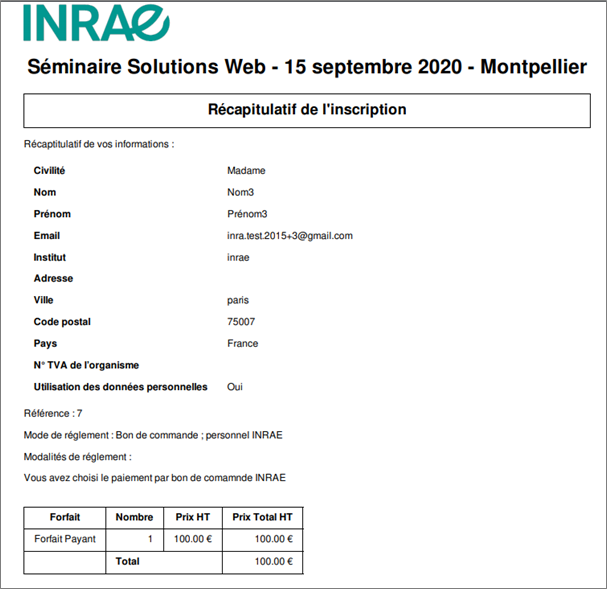 INRAE
Séminaire Solutions Web - 15 septembre 2020 - Montpellier
Récapitulatif de l'inscription
Récaptitulatif de vos informations :
Civilité Madame
Nom Nom3
Prénom Prénom3
Email inra.test.2015+3@gmail.com
Institut inrae
Adresse
Ville paris
Code postal 75007
Pays France
N° TVA de l'organisme
Utilisation des données personnelles Oui
Référence : 7
Mode de réglement : Bon de commande ; personnel INRAE
Modalités de réglement :
Vous avez choisi le paiement par bon de comamnde INRAE
Forfait Nombre Prix HT Prix Total HT
Forfait Payant 1 100.00 € 100.00 €
Total 100.00 €